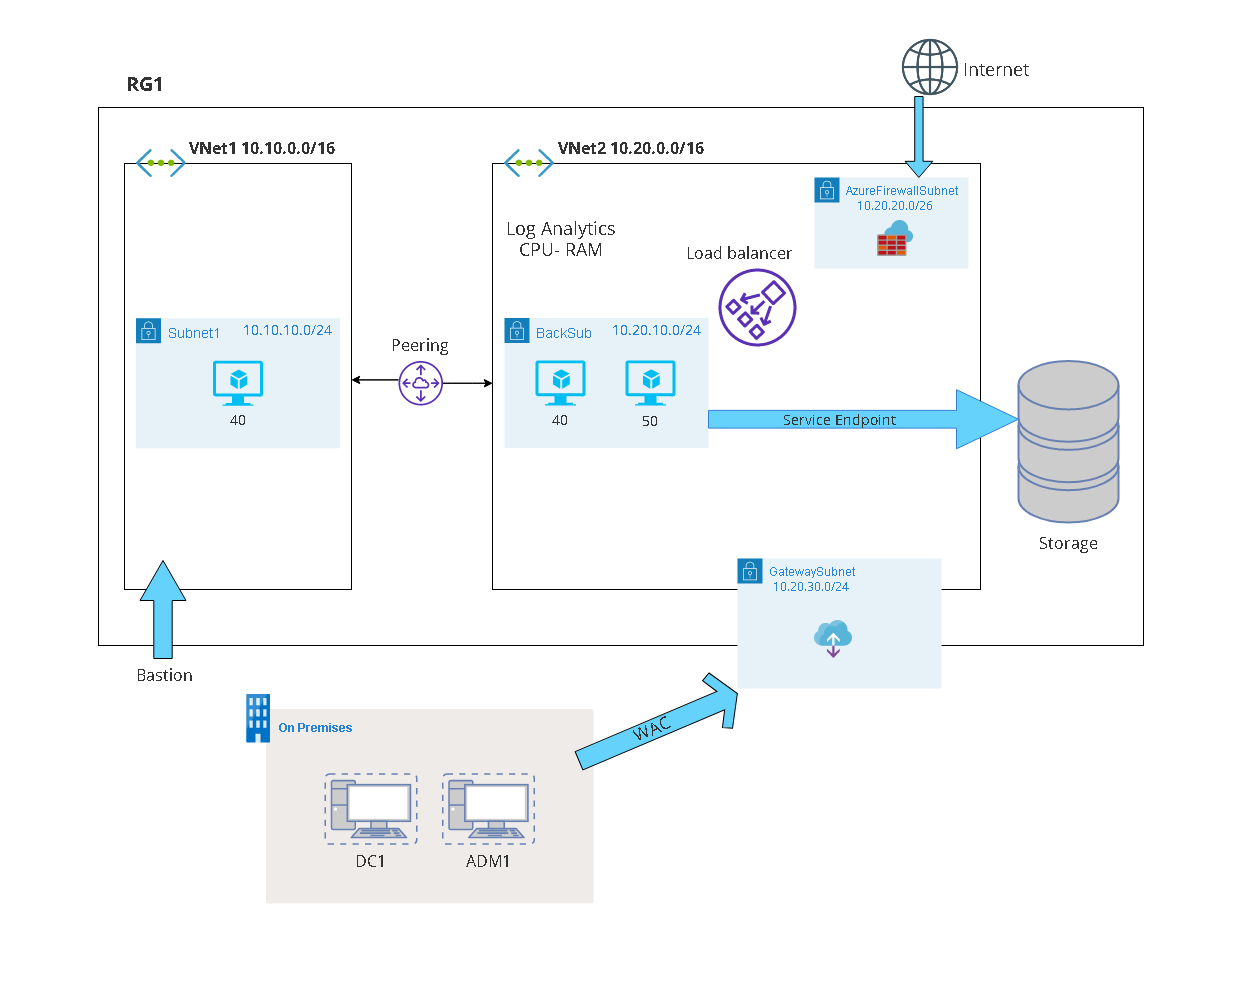 Internet
RG1
VNet1 10.10.0.0/16
VNet2 10.20.0.0/16
AzureFirewallSubnet
10.20.20.0/26
Log Analytics
CPU- RAM
Load balancer
Subnet1
10.10.10.0/24
BackSub
10.20.10.0/24
Peering
40
40
50
Service Endpoint
Storage
GatewaySubnet
10.20.30.0/24
Bastion
On Premises
WAC
DC1
ADM1